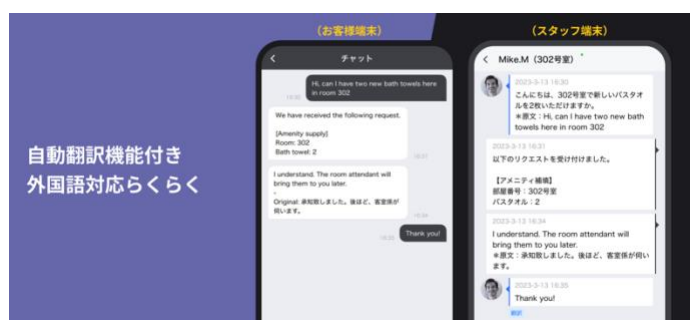 自動翻訳機能付き
外国語対応らくらく
（お客様端末）
チャット
Hi, can I have two new bath towels here
in room 302
16:30
We have received the following request.
[Amenity supply]
Room: 302
Bath towel: 2
16:31
I understand. The room attendant will
bring them to you later.
-
Original: 承知致しました。後ほど、客室係が
伺います。
16:34
Thank you!
16:35
（スタッフ端末）
Mike.M（302号室）
2023-3-13 16:30
こんにちは、302号室で新しいバスタオ
ルを2枚いただけますか。
＊原文：Hi, can I have two new bath
towels here in room 302
2023-3-13 16:31
以下のリクエストを受け付けました。
【アメニティ補填】
部屋番号：302号室
バスタオル：2
2023-3-13 16:34
I understand. The room attendant will
bring them to you later.
＊原文：承知致しました。後ほど、客室係が伺い
ます。
2023-3-13 16:35
Thank you!
翻訳